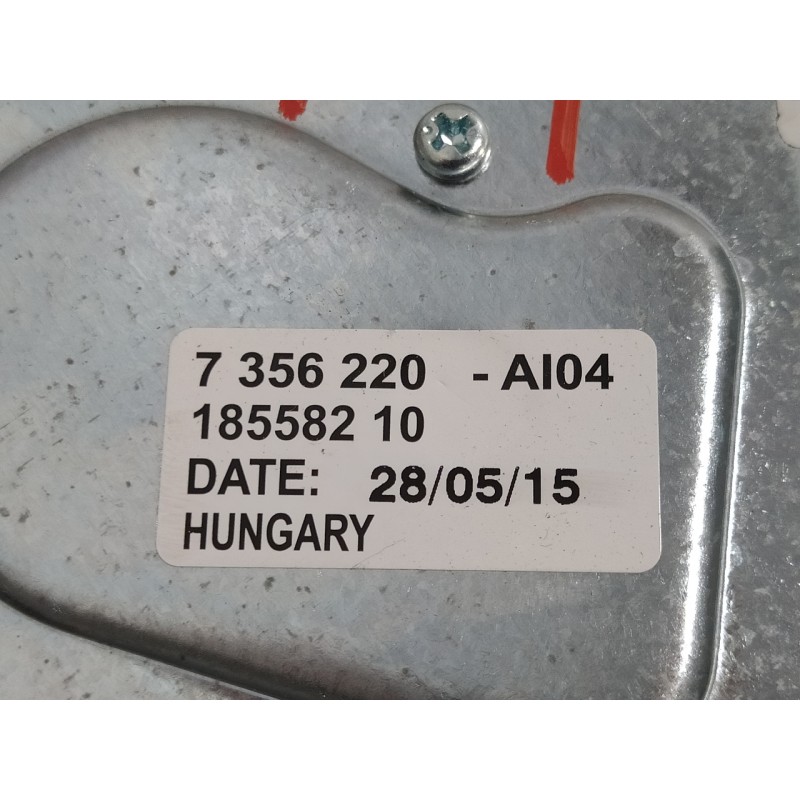 7 356 220 - AI04
185582 10
DATE: 28/05/15
HUNGARY